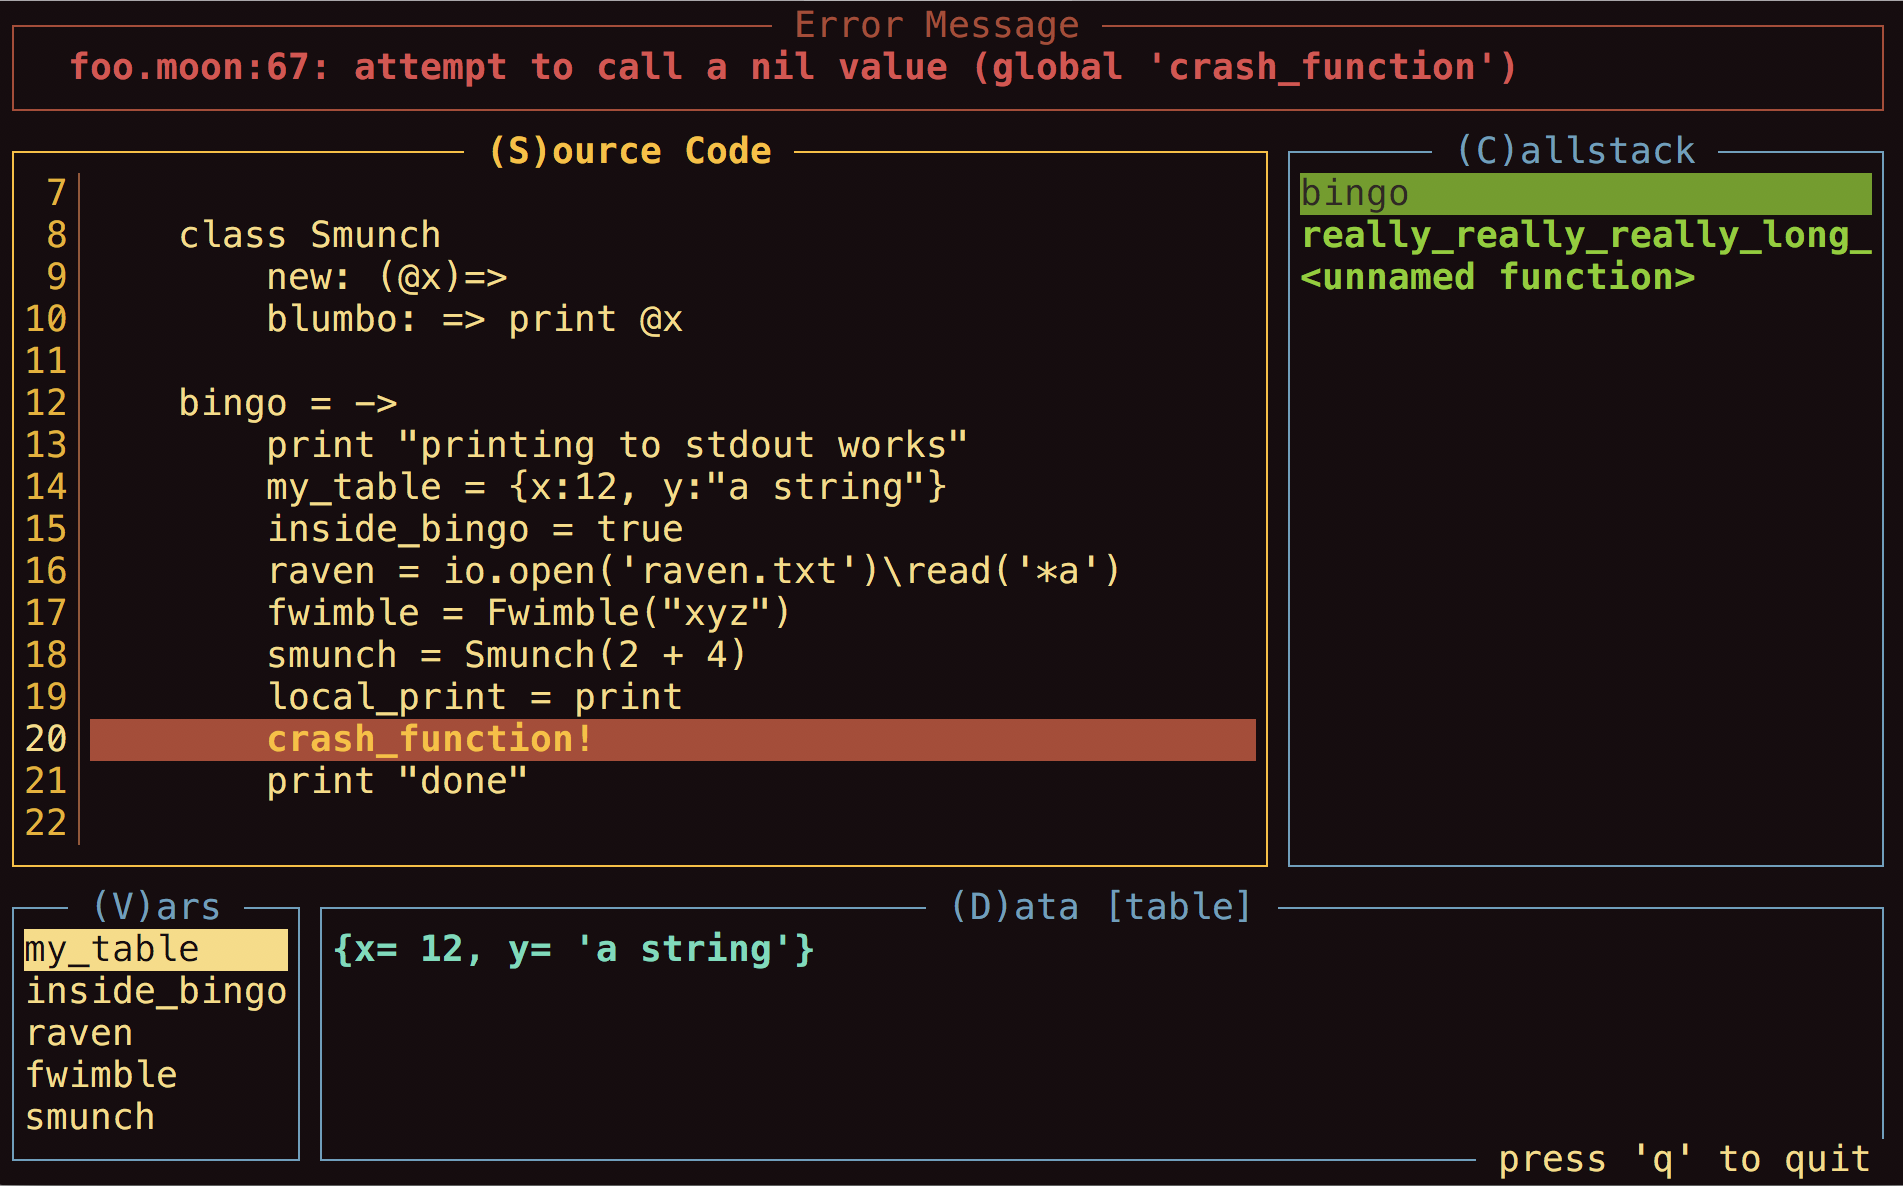 Error Message
foo.moon:67: attempt to call a nil value (global 'crash_function')
(S)ource Code
7
8 class Smunch
9 new: (@x)=>
10 blumbo: => print @x
11
12 bingo = ->
13 print "printing to stdout works"
14 my_table = {x:12, y:"a string"}
15 inside_bingo = true
16 raven = io.open('raven.txt')\read('*a')
17 fwimble = Fwimble("xyz")
18 smunch = Smunch(2 + 4)
19 local_print = print
20 crash_function!
21 print "done"
22
(C)allstack
bingo
really_really_really_long_
<unnamed function>
(V)ars
my_table
inside_bingo
raven
fwimble
smunch
(D)ata [table]
{x= 12, y= 'a string'}
press 'q' to quit